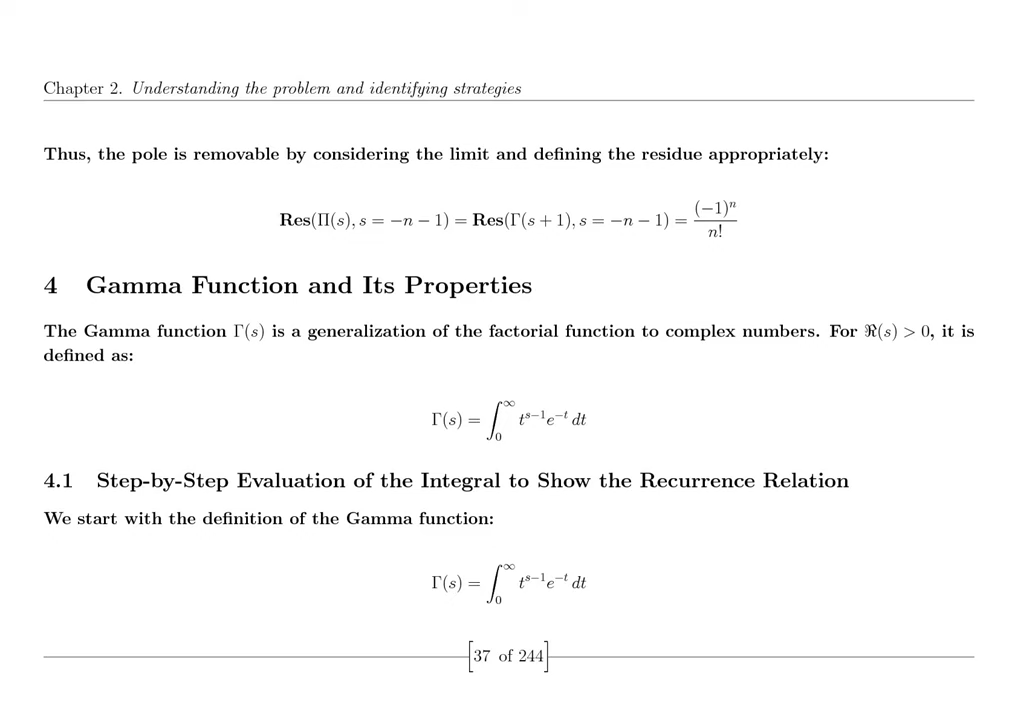 Chapter 2. Understanding the problem and identifying strategies
Thus, the pole is removable by considering the limit and defining the residue appropriately:
Res(Π(s), s = −n − 1) = Res(Γ(s + 1), s = −n − 1) = (−1)ⁿ / n!
4 Gamma Function and Its Properties
The Gamma function Γ(s) is a generalization of the factorial function to complex numbers. For ℜ(s) > 0, it is
defined as:
Γ(s) = ∫₀^∞ t^{s−1} e^{−t} dt
4.1 Step-by-Step Evaluation of the Integral to Show the Recurrence Relation
We start with the definition of the Gamma function:
Γ(s) = ∫₀^∞ t^{s−1} e^{−t} dt
[37 of 244]